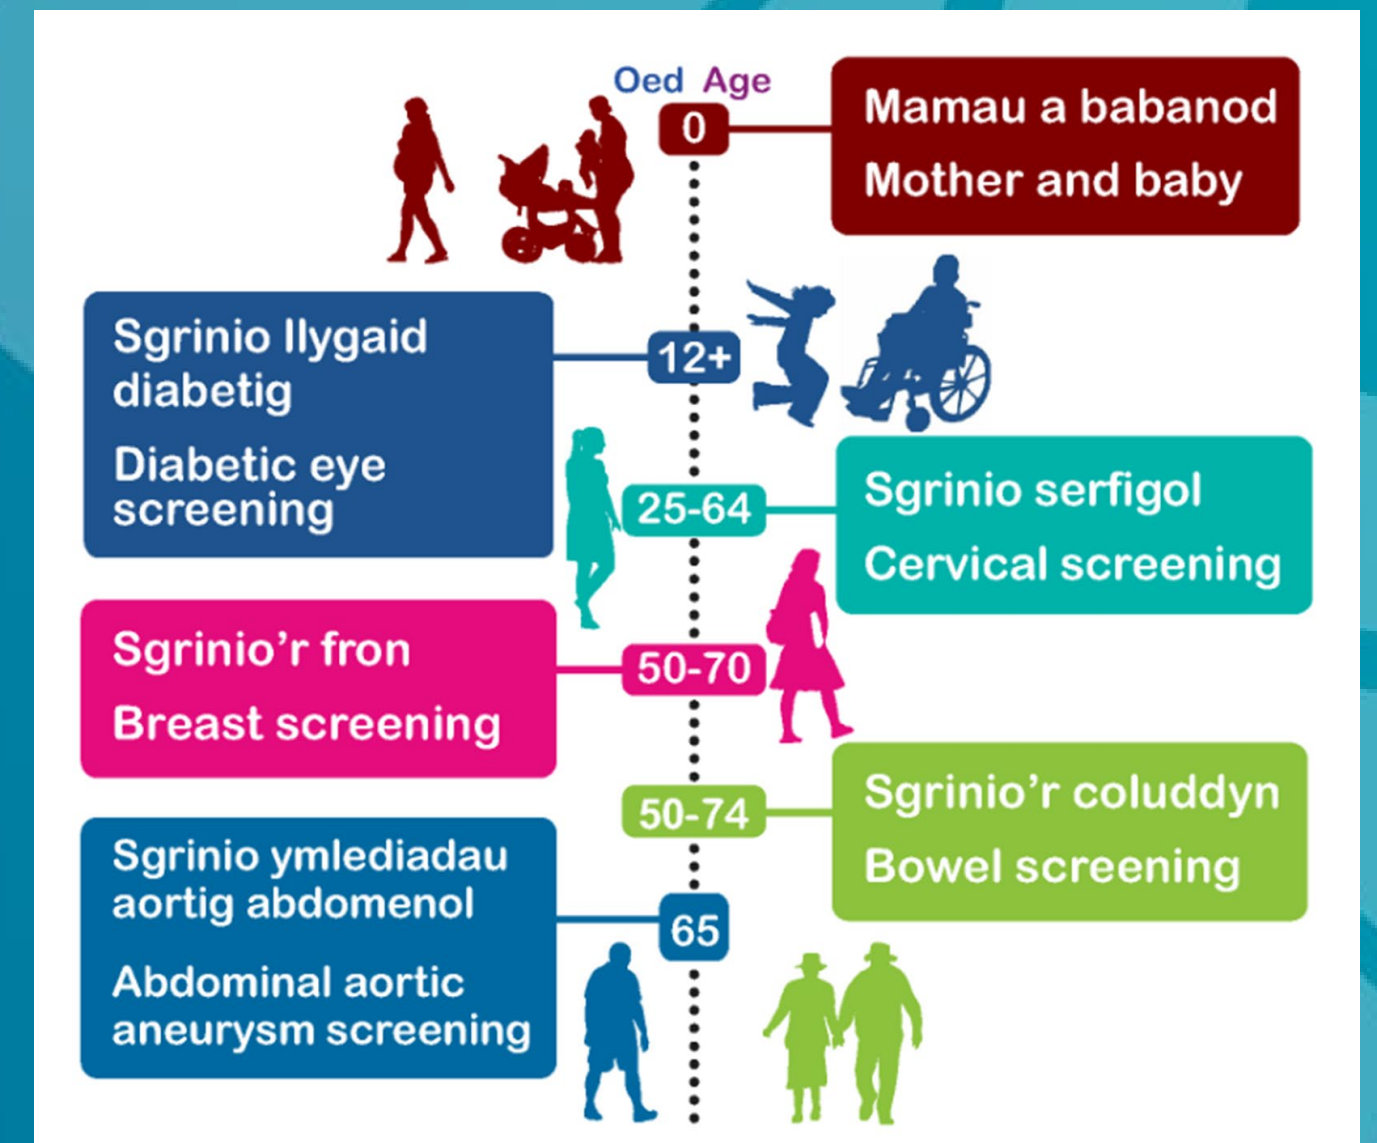 Oed Age
0
Mamau a babanod
Mother and baby
12+
Sgrinio llygaid
diabetig
Diabetic eye
screening
25-64
Sgrinio serfigol
Cervical screening
50-70
Sgrinio’r fron
Breast screening
50-74
Sgrinio’r coluddyn
Bowel screening
65
Sgrinio ymlediadau
aortig abdomenol
Abdominal aortic
aneurysm screening